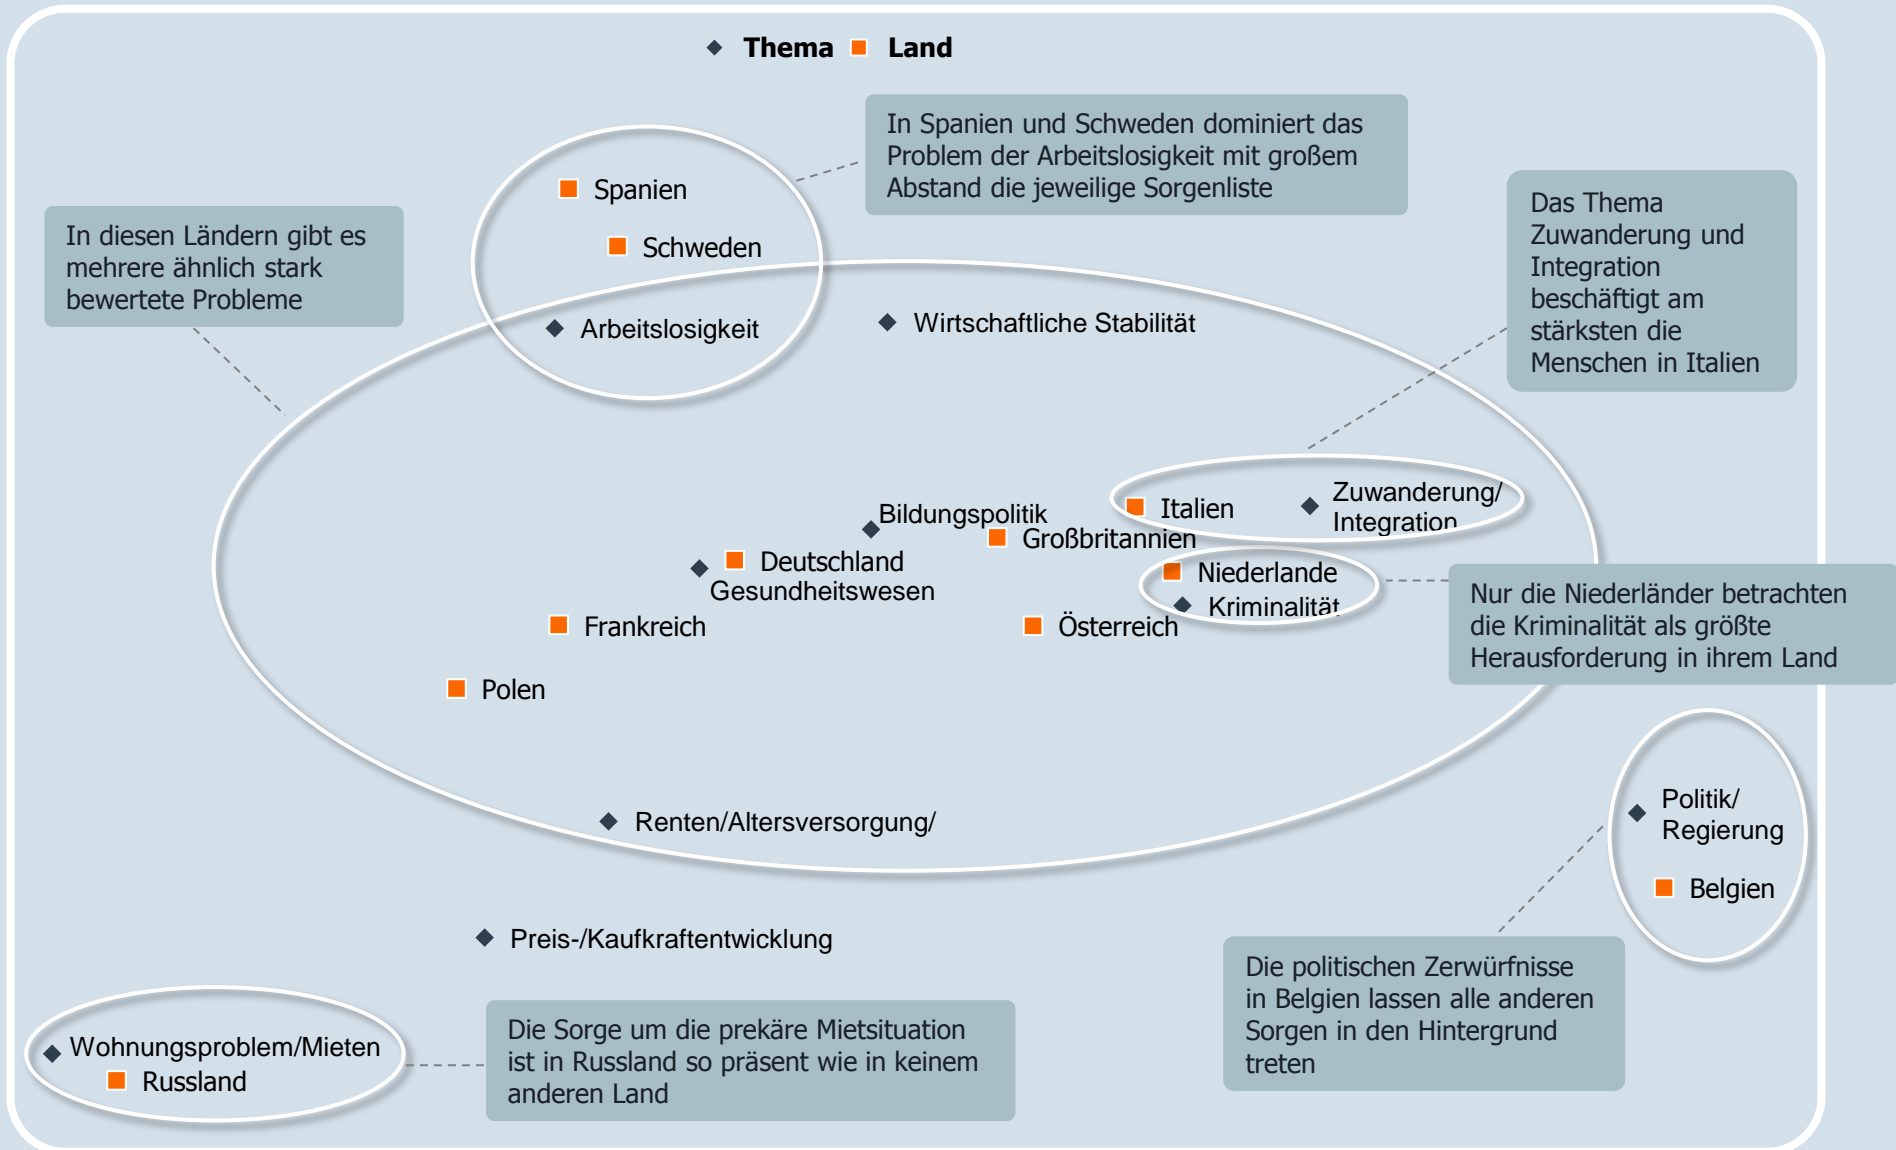 Thema Land
In Spanien und Schweden dominiert das
Problem der Arbeitslosigkeit mit großem
Abstand die jeweilige Sorgenliste
Spanien
Schweden
Das Thema
Zuwanderung und
Integration
beschäftigt am
stärksten die
Menschen in Italien
In diesen Ländern gibt es
mehrere ähnlich stark
bewertete Probleme
Arbeitslosigkeit
Wirtschaftliche Stabilität
Italien
Zuwanderung/
Integration
Bildungspolitik
Großbritannien
Deutschland
Gesundheitswesen
Niederlande
Kriminalität
Nur die Niederländer betrachten
die Kriminalität als größte
Herausforderung in ihrem Land
Frankreich
Österreich
Polen
Renten/Altersversorgung/
Politik/
Regierung
Belgien
Preis-/Kaufkraftentwicklung
Die politischen Zerwürfnisse
in Belgien lassen alle anderen
Sorgen in den Hintergrund
treten
Wohnungsproblem/Mieten
Russland
Die Sorge um die prekäre Mietsituation
ist in Russland so präsent wie in keinem
anderen Land